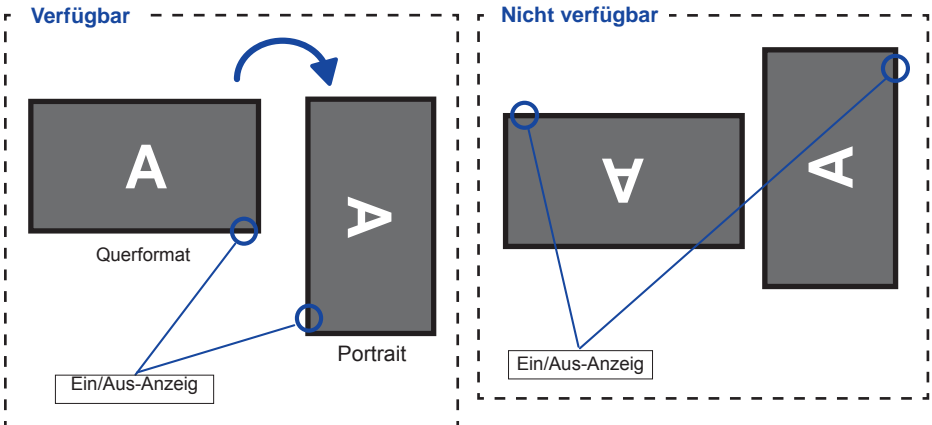 Verfügbar
A
A
Querformat
Portrait
Ein/Aus-Anzeig
Nicht verfügbar
A
A
Ein/Aus-Anzeig